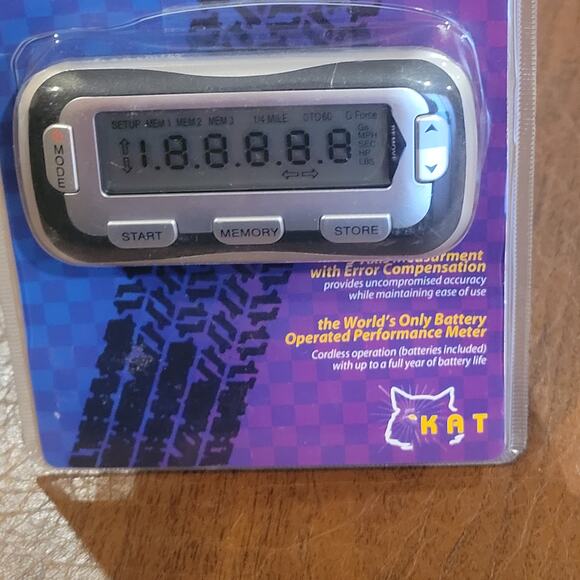 SETUP MEM 1 MEM 2 MEM 3 1/4 MILE 0TO60 G Force
1.8.8.8.8.8
Gs
MPH
SEC
HP
LBS
REMOVE
MODE
START MEMORY STORE
Measurment
with Error Compensation
provides uncompromised accuracy
while maintaining ease of use
the World's Only Battery
Operated Performance Meter
Cordless operation (batteries included)
with up to a full year of battery life
KAT